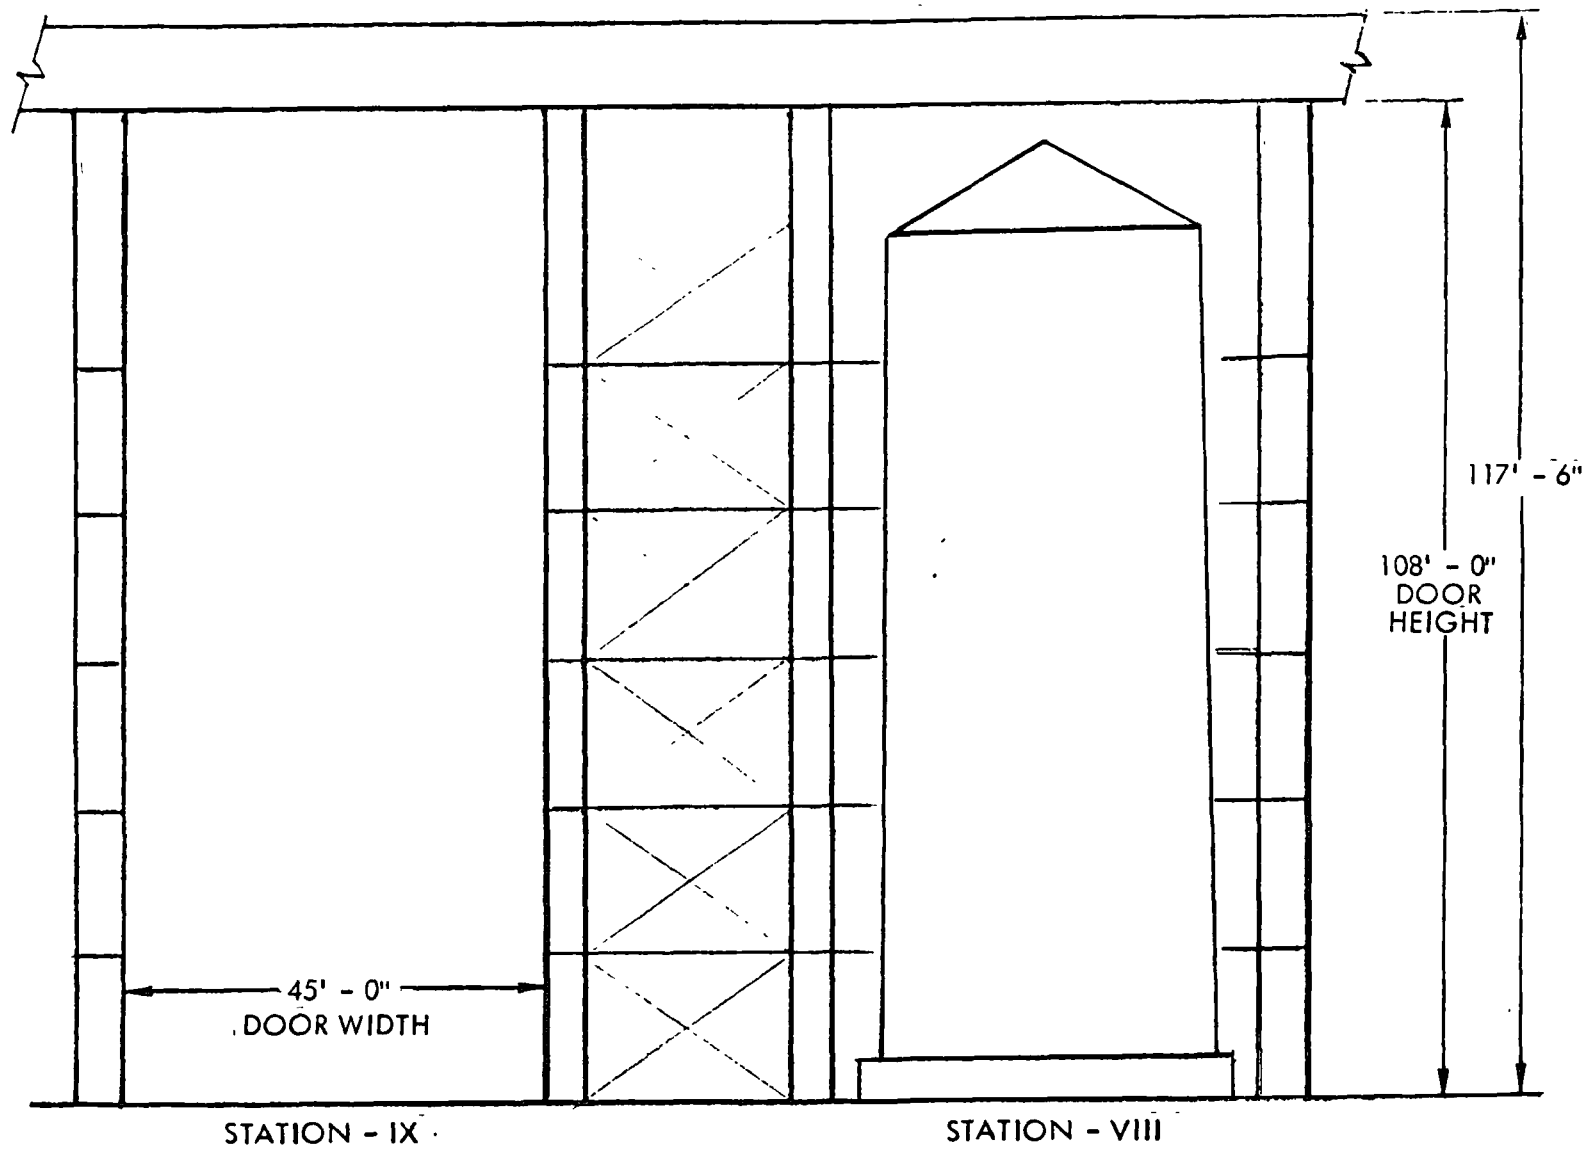 117' - 6"
108' - 0"
DOOR
HEIGHT
45' - 0"
DOOR WIDTH
STATION - IX
STATION - VIII